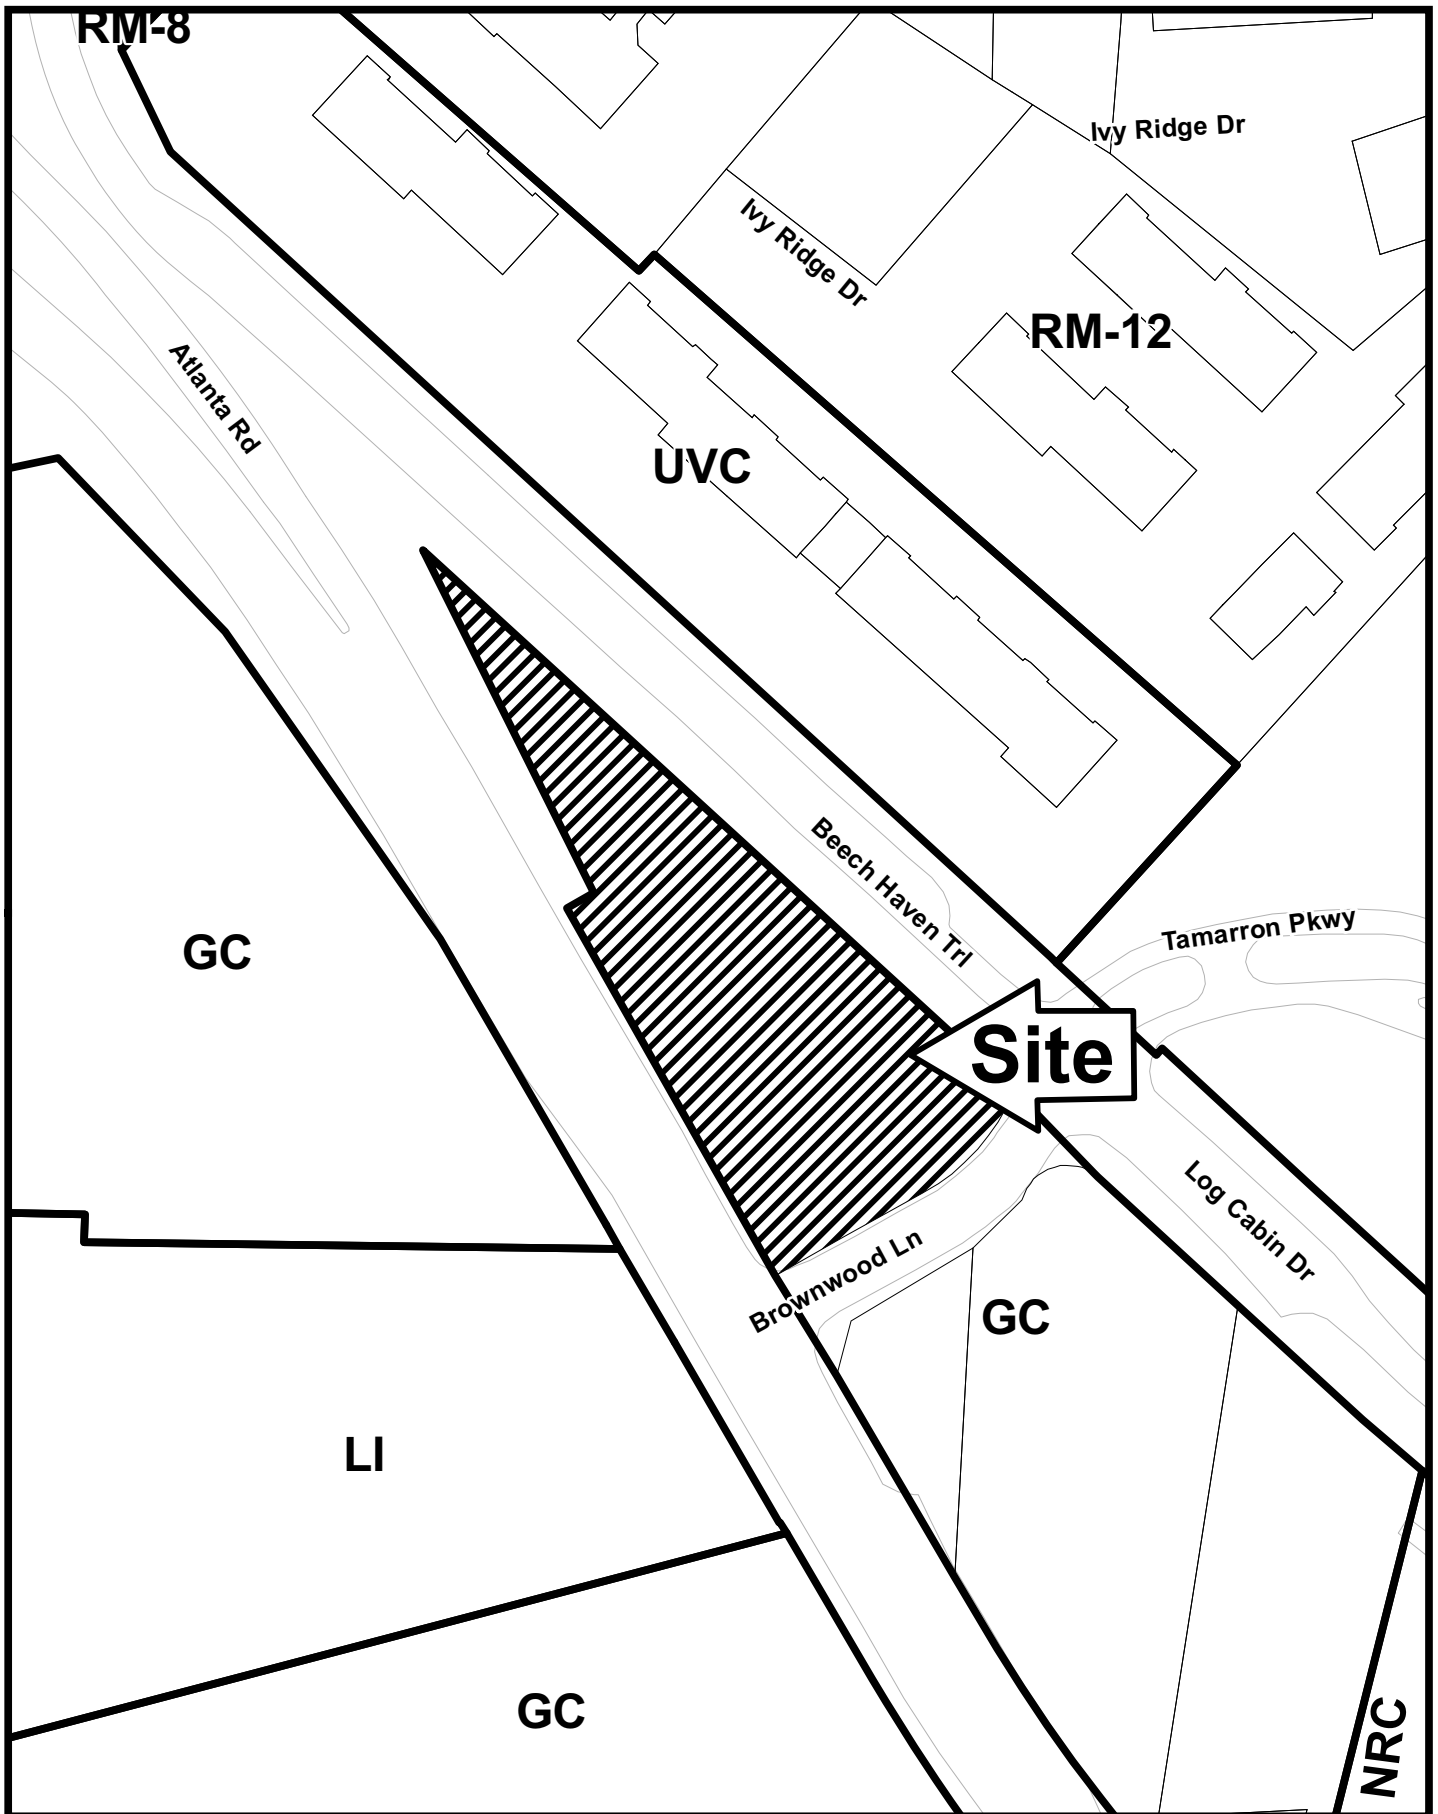 RM-8
Ivy Ridge Dr
Ivy Ridge Dr
RM-12
Atlanta Rd
UVC
Beech Haven Trl
Tamarron Pkwy
GC
Site
Log Cabin Dr
Brownwood Ln
GC
LI
GC
NRC